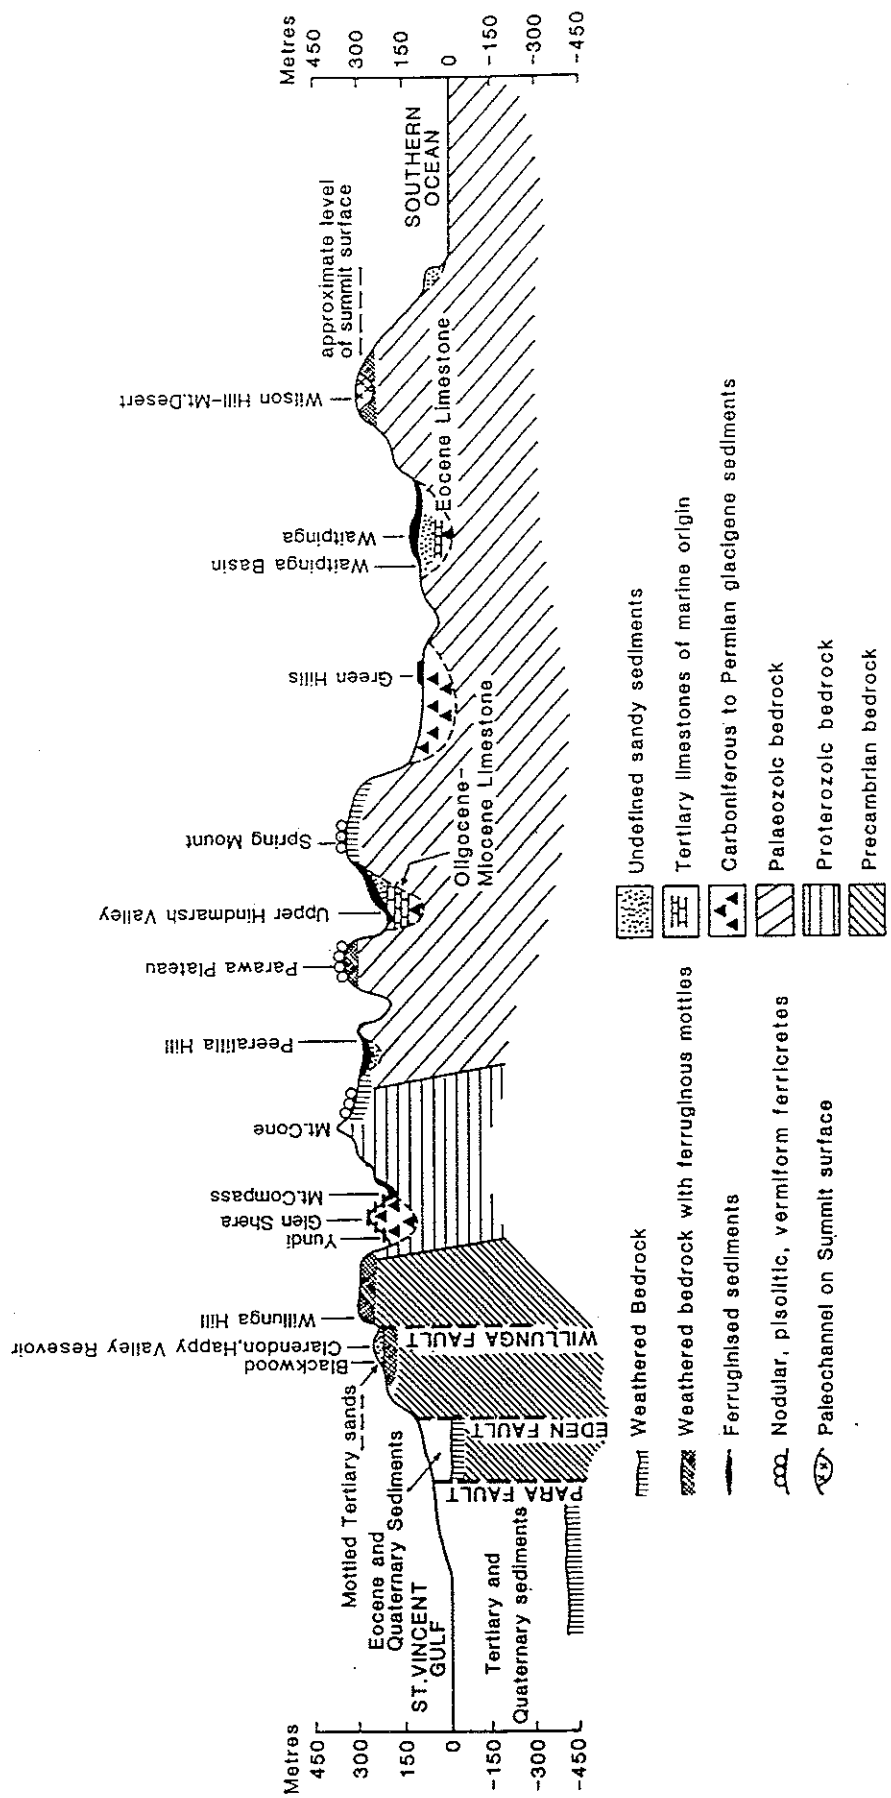 Metres
450
300
150
0
-150
-300
-450
ST. VINCENT
GULF
Tertiary and
Quaternary sediments
Eocene and
Quaternary Sediments
Mottled Tertiary sands
PARA FAULT
EDEN FAULT
WILLUNGA FAULT
Blackwood
Clarendon, Happy Valley Resevoir
Willunga Hill
Yundi
Glen Shera
Mt.Compass
Mt.Cone
Peeralilla Hill
Parawa Plateau
Upper Hindmarsh Valley
Spring Mount
Oligocene-
Miocene Limestone
Green Hills
Waitpinga Basin
Waitpinga
Eocene Limestone
Wilson Hill-Mt.Desert
approximate level
of summit surface
SOUTHERN
OCEAN
Metres
450
300
150
0
-150
-300
-450
Weathered Bedrock
Weathered bedrock with ferruginous mottles
Ferruginised sediments
Nodular, pisolitic, vermiform ferricretes
Paleochannel on Summit surface
Undefined sandy sediments
Tertiary limestones of marine origin
Carboniferous to Permian glacigene sediments
Palaeozoic bedrock
Proterozoic bedrock
Precambrian bedrock